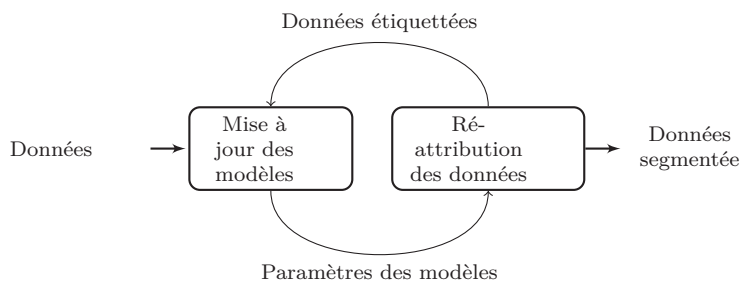 Données étiquettées
Données
Mise à
jour des
modèles
Ré-
attribution
des données
Données
segmentée
Paramètres des modèles